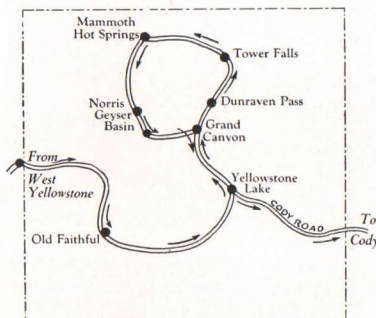 Mammoth
Hot Springs
Tower Falls
Norris
Geyser
Basin
Dunraven Pass
Grand
Canyon
From
West
Yellowstone
Yellowstone
Lake
CODY ROAD
To
Cody
Old Faithful